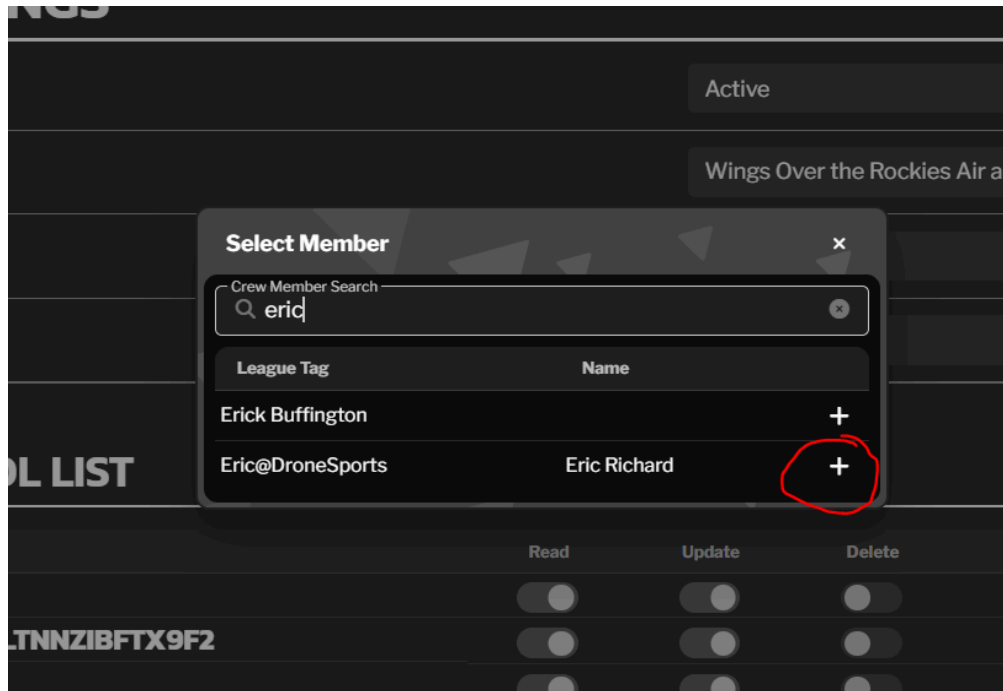 NGS
Active
Wings Over the Rockies Air a
Select Member
Crew Member Search
eric
League Tag Name
Erick Buffington
Eric@DroneSports Eric Richard
OL LIST
Read Update Delete
LTNNZIBFTX9F2